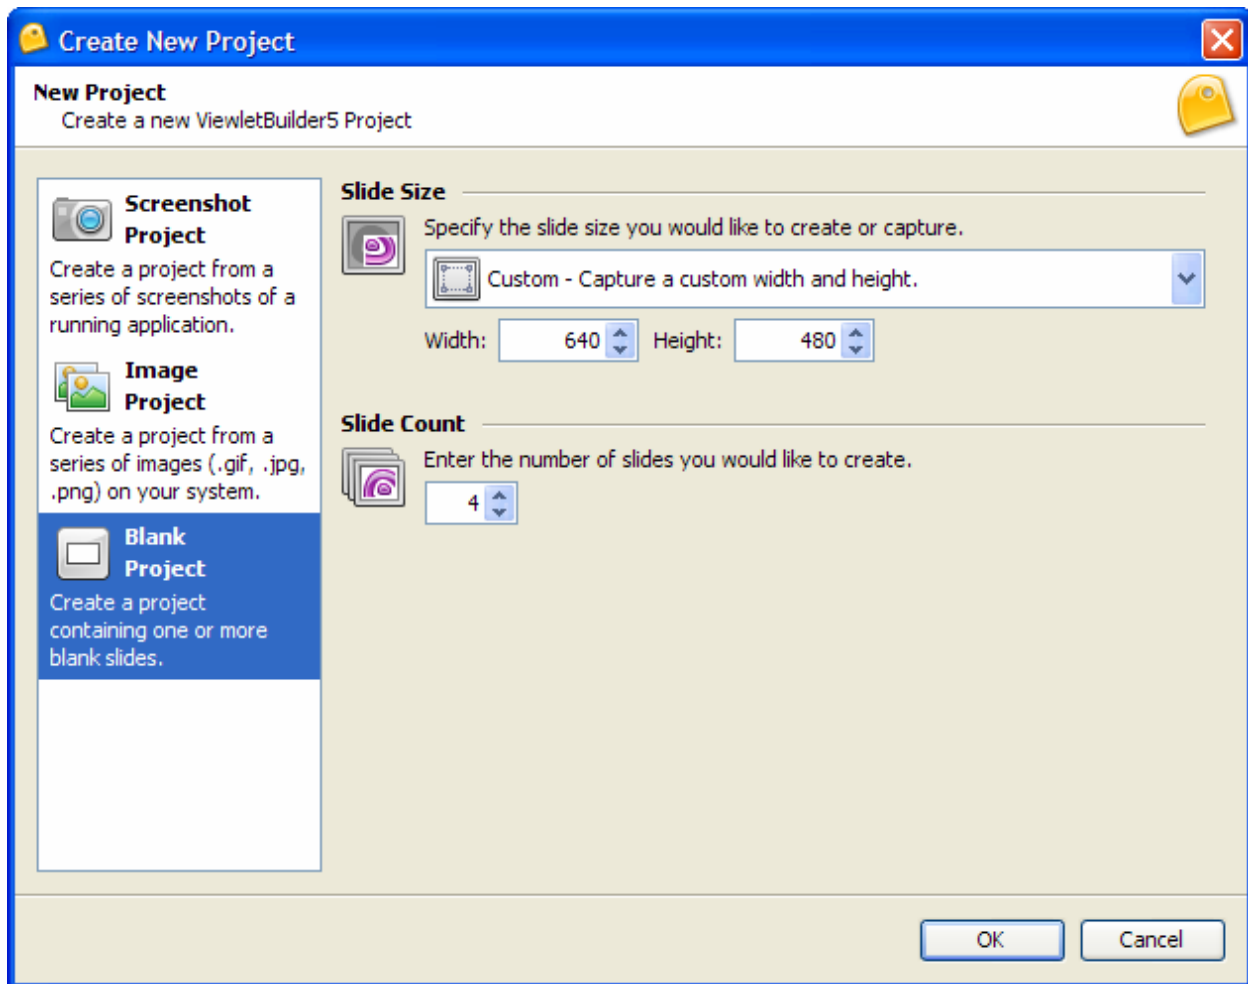 Create New Project
New Project
Create a new ViewletBuilder5 Project
Screenshot
Project
Create a project from a
series of screenshots of a
running application.
Image
Project
Create a project from a
series of images (.gif, .jpg,
.png) on your system.
Blank
Project
Create a project
containing one or more
blank slides.
Slide Size
Specify the slide size you would like to create or capture.
Custom - Capture a custom width and height.
Width: 640 Height: 480
Slide Count
Enter the number of slides you would like to create.
4
OK Cancel